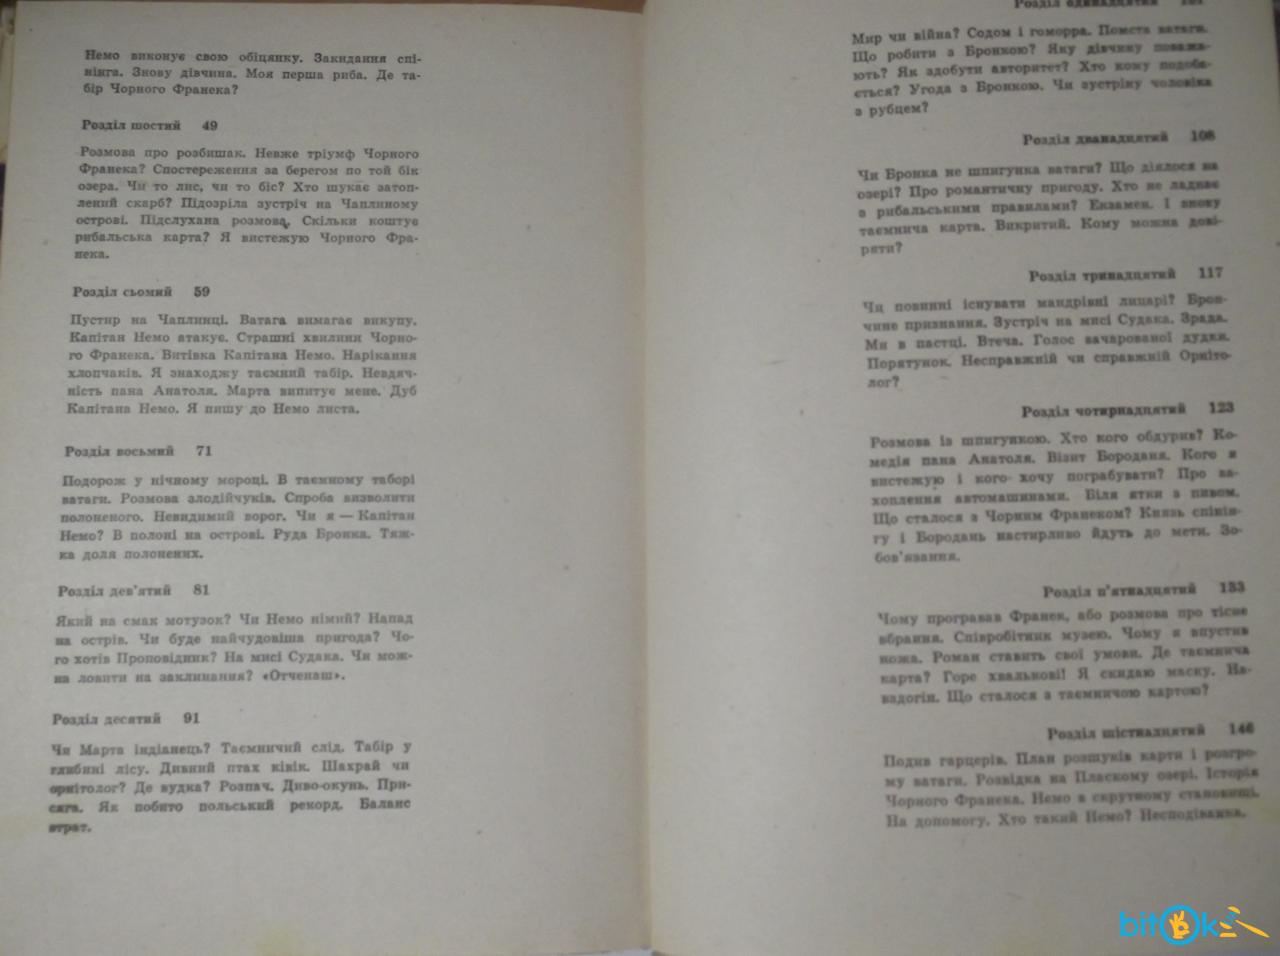 Немо виконує свою обіцянку. Закидання спі-
нінга. Знову дівчина. Моя перша риба. Де та-
бір Чорного Франека?
Розділ шостий 49
Розмова про розбишак. Невже тріумф Чорного
Франека? Спостереження за берегом по той бік
озера. Чи то лис, чи то біс? Хто шукає затоп-
лений скарб? Підозріла зустріч на Чаплиному
острові. Підслухана розмова. Скільки коштує
рибальська карта? Я вистежую Чорного Фра-
нека.
Розділ сьомий 59
Пустир на Чаплинці. Ватага вимагає викупу.
Капітан Немо атакує. Страшні хвилини Чорно-
го Франека. Витівка Капітана Немо. Нарікання
хлопчаків. Я знаходжу таємний табір. Невдяч-
ність пана Анатоля. Марта випитує мене. Дуб
Капітана Немо. Я пишу до Немо листа.
Розділ восьмий 71
Подорож у нічному мороці. В таємному таборі
ватаги. Розмова злодійчуків. Спроба визволити
полоненого. Невидимий ворог. Чи я — Капітан
Немо? В полоні на острові. Руда Бронка. Тяж-
ка доля полонених.
Розділ дев'ятий 81
Який на смак мотузок? Чи Немо німий? Напад
на острів. Чи буде найчудовіша пригода? Чо-
го хотів Проповідник? На мисі Судака. Чи мож-
на ловити на заклинання? «Отченаш».
Розділ десятий 91
Чи Марта індіанець? Таємничий слід. Табір у
глибині лісу. Дивний птах ківік. Шахрай чи
орнітолог? Де вудка? Розпач. Диво-окунь. При-
сяга. Як побито польський рекорд. Баланс
втрат.
Розділ одинадцятий
Мир чи війна? Содом і гоморра. Помста ватаги.
Що робити з Бронкою? Яку дівчину поважа-
ють? Як здобути авторитет? Хто кому подоба-
ється? Угода з Бронкою. Чи зустріну чоловіка
з рубцем?
Розділ дванадцятий 108
Чи Бронка не шпигунка ватаги? Що діялося на
озері? Про романтичну пригоду. Хто не ладнає
з рибальськими правилами? Екзамен. І знову
таємнича карта. Викритий. Кому можна дові-
ряти?
Розділ тринадцятий 117
Чи повинні існувати мандрівні лицарі? Брон-
чине признання. Зустріч на мисі Судака. Зрада.
Ми в пастці. Втеча. Голос зачарованої дудки.
Порятунок. Несправжній чи справжній Орніто-
лог?
Розділ чотирнадцятий 123
Розмова із шпигункою. Хто кого обдурив? Ко-
медія пана Анатоля. Візит Бороданя. Кого я
вистежую і кого хочу пограбувати? Про за-
хоплення автомашинами. Біля ятки з пивом.
Що сталося з Чорним Франеком? Князь спінін-
гу і Бородань настирливо йдуть до мети. Зо-
бов'язання.
Розділ п'ятнадцятий 133
Чому програвав Франек, або розмова про тісне
вбрання. Співробітник музею. Чому я впустив
ножа. Роман ставить свої умови. Де таємнича
карта? Горе хвалькові! Я скидаю маску. На-
вздогін. Що сталося з таємничою картою?
Розділ шістнадцятий 146
Подив гарцерів. План розшуків карти і розгро-
му ватаги. Розвідка на Пласкому озері. Історія
Чорного Франека. Немо в скрутному становищі.
На допомогу. Хто такий Немо? Несподіванка.
bitok